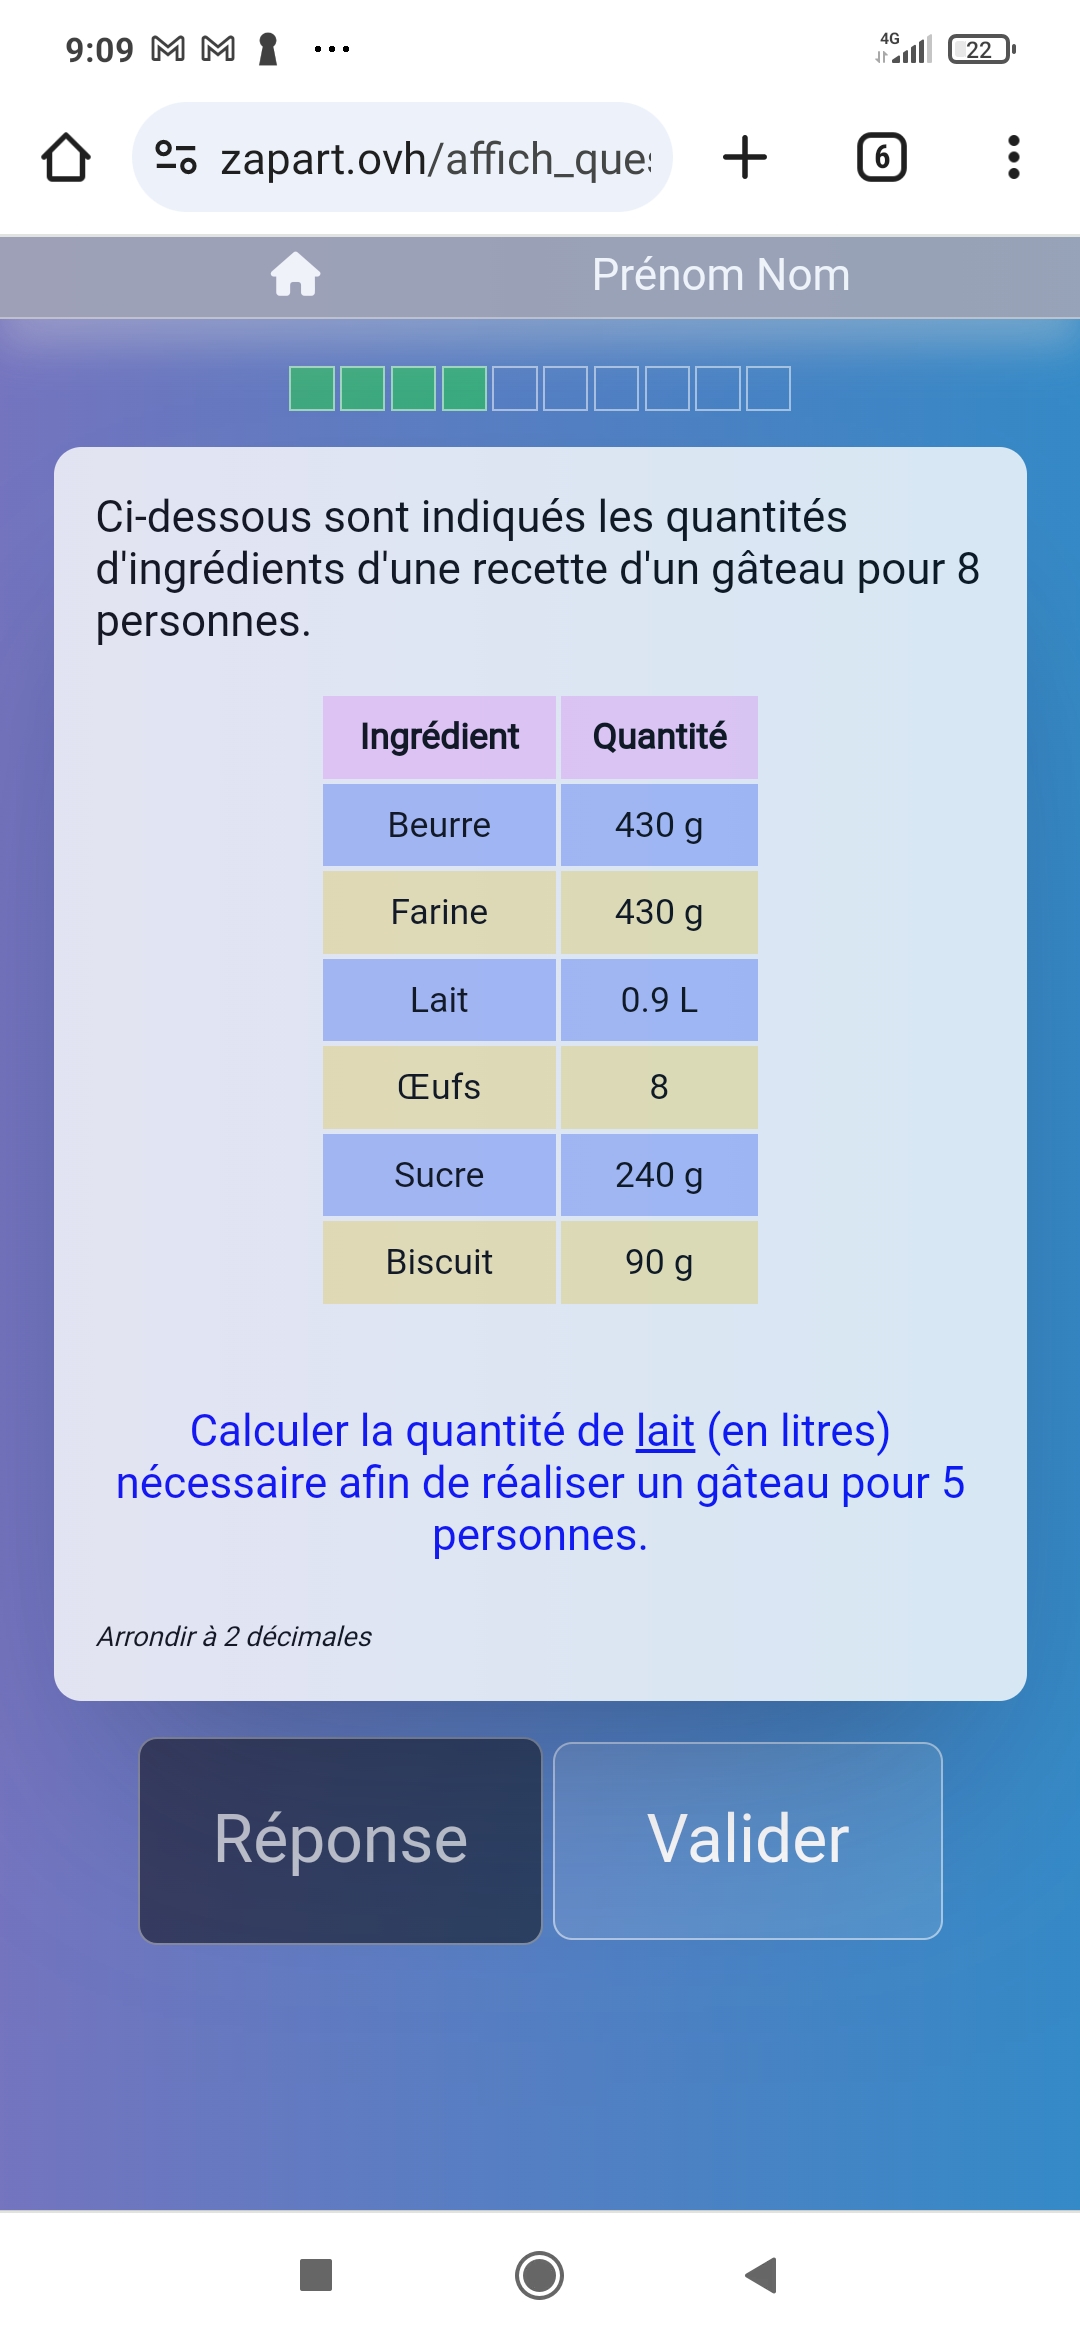 9:09
4G
22
zapart.ovh/affich_ques
6
Prénom Nom
Ci-dessous sont indiqués les quantités
d'ingrédients d'une recette d'un gâteau pour 8
personnes.
Ingrédient Quantité
Beurre 430 g
Farine 430 g
Lait 0.9 L
Œufs 8
Sucre 240 g
Biscuit 90 g
Calculer la quantité de lait (en litres)
nécessaire afin de réaliser un gâteau pour 5
personnes.
Arrondir à 2 décimales
Réponse Valider